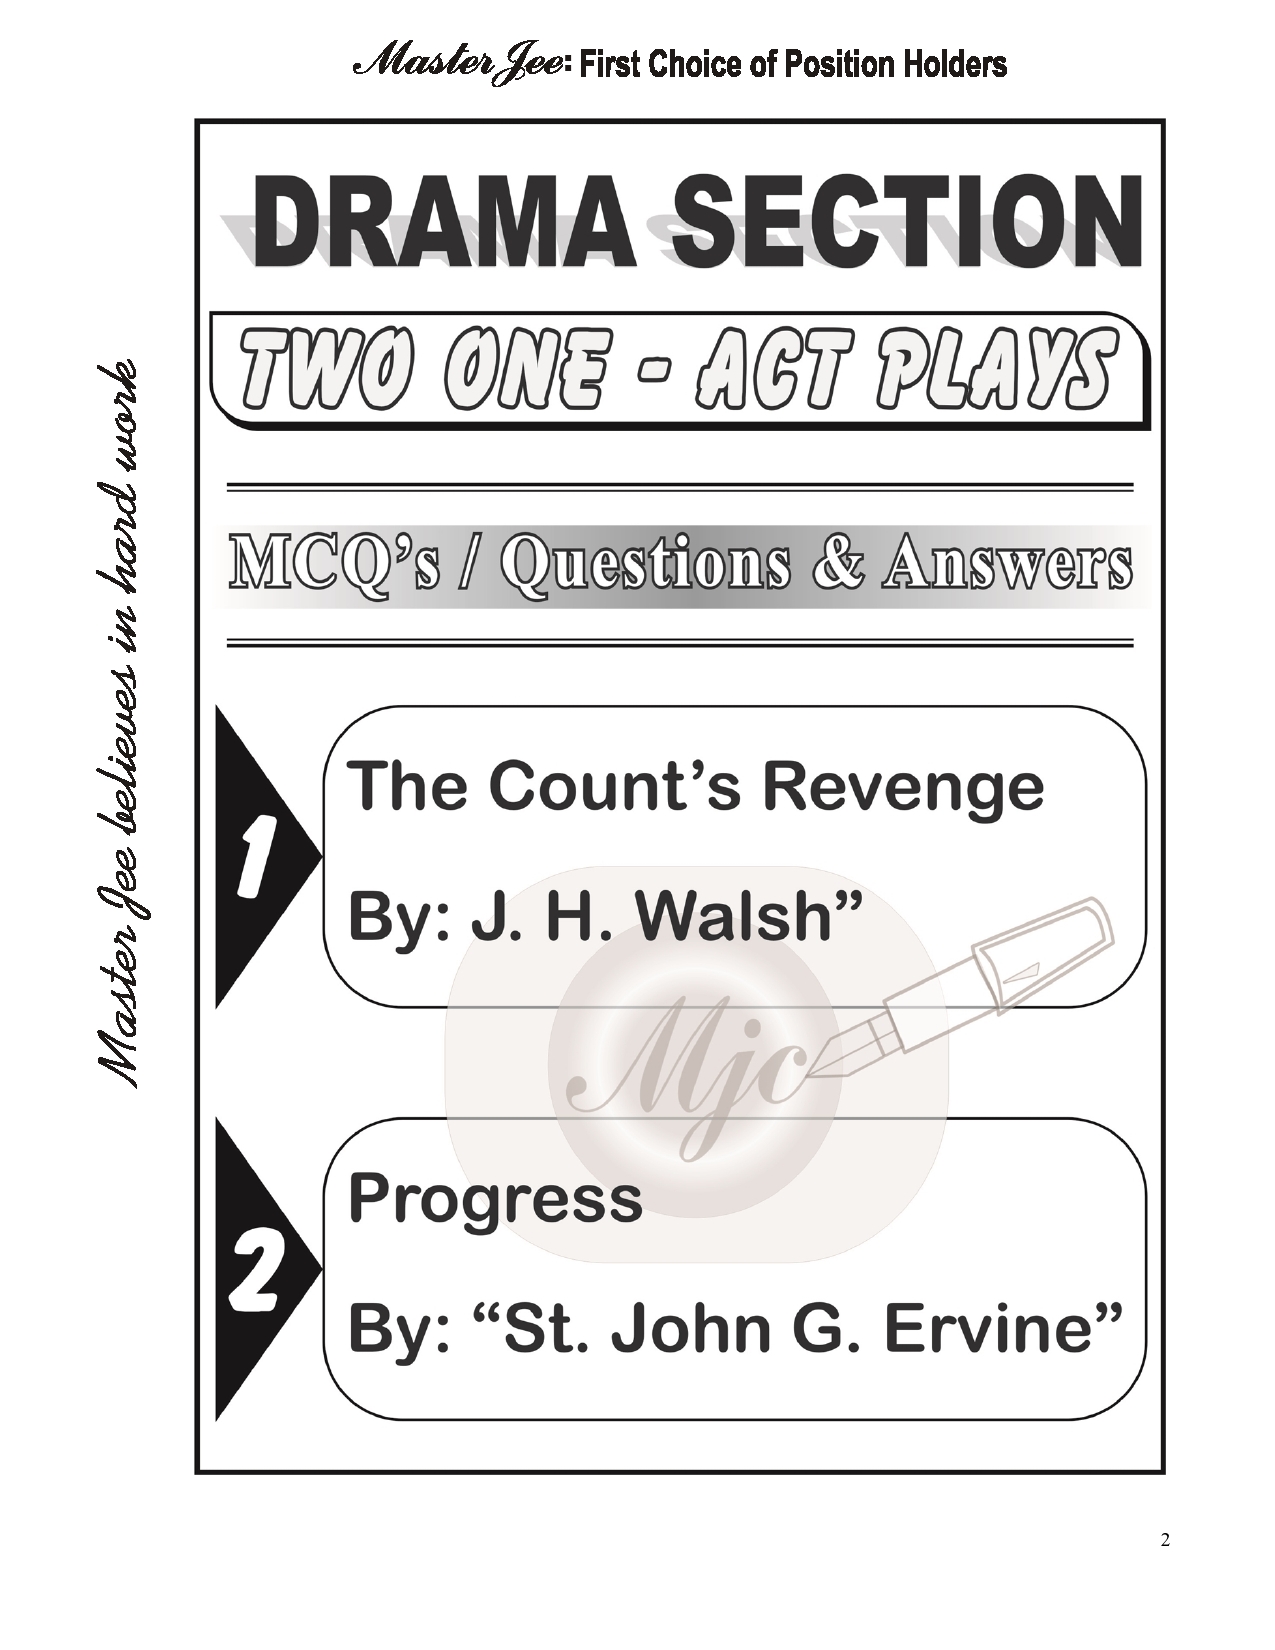 Master Jee: First Choice of Position Holders
Master Jee believes in hard work
DRAMA SECTION
TWO ONE - ACT PLAYS
MCQ’s / Questions & Answers
1
The Count’s Revenge
By: J. H. Walsh”
Mjc
2
Progress
By: “St. John G. Ervine”
2